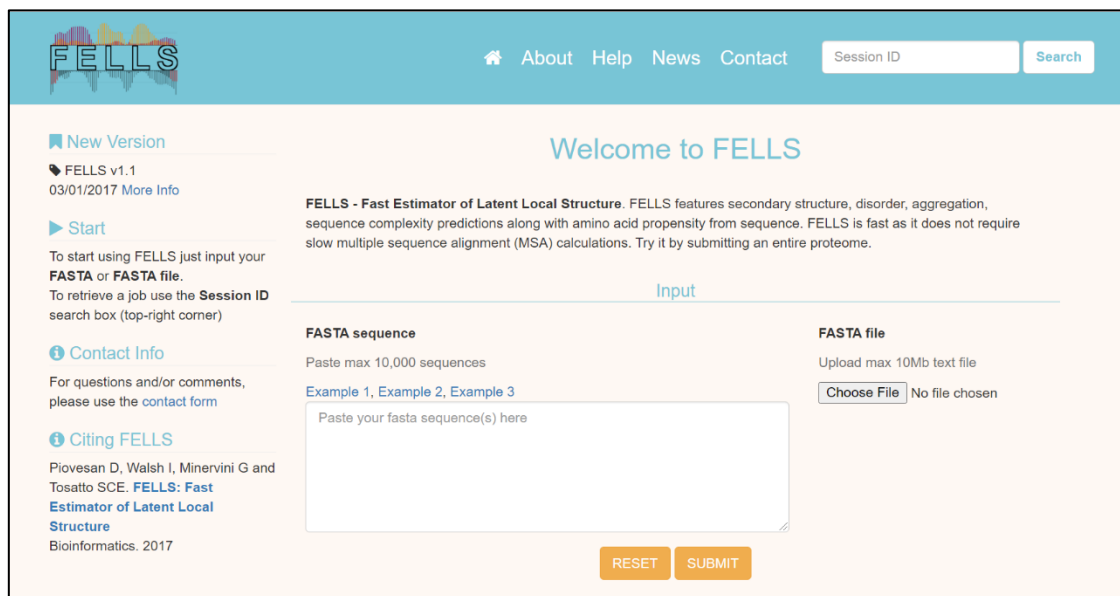 FELLS
About Help News Contact
Session ID
Search
New Version
FELLS v1.1
03/01/2017 More Info
Start
To start using FELLS just input your
FASTA or FASTA file.
To retrieve a job use the Session ID
search box (top-right corner)
Contact Info
For questions and/or comments,
please use the contact form
Citing FELLS
Piovesan D, Walsh I, Minervini G and
Tosatto SCE. FELLS: Fast
Estimator of Latent Local
Structure
Bioinformatics. 2017
Welcome to FELLS
FELLS - Fast Estimator of Latent Local Structure. FELLS features secondary structure, disorder, aggregation,
sequence complexity predictions along with amino acid propensity from sequence. FELLS is fast as it does not require
slow multiple sequence alignment (MSA) calculations. Try it by submitting an entire proteome.
Input
FASTA sequence
Paste max 10,000 sequences
Example 1, Example 2, Example 3
Paste your fasta sequence(s) here
FASTA file
Upload max 10Mb text file
Choose File No file chosen
RESET SUBMIT